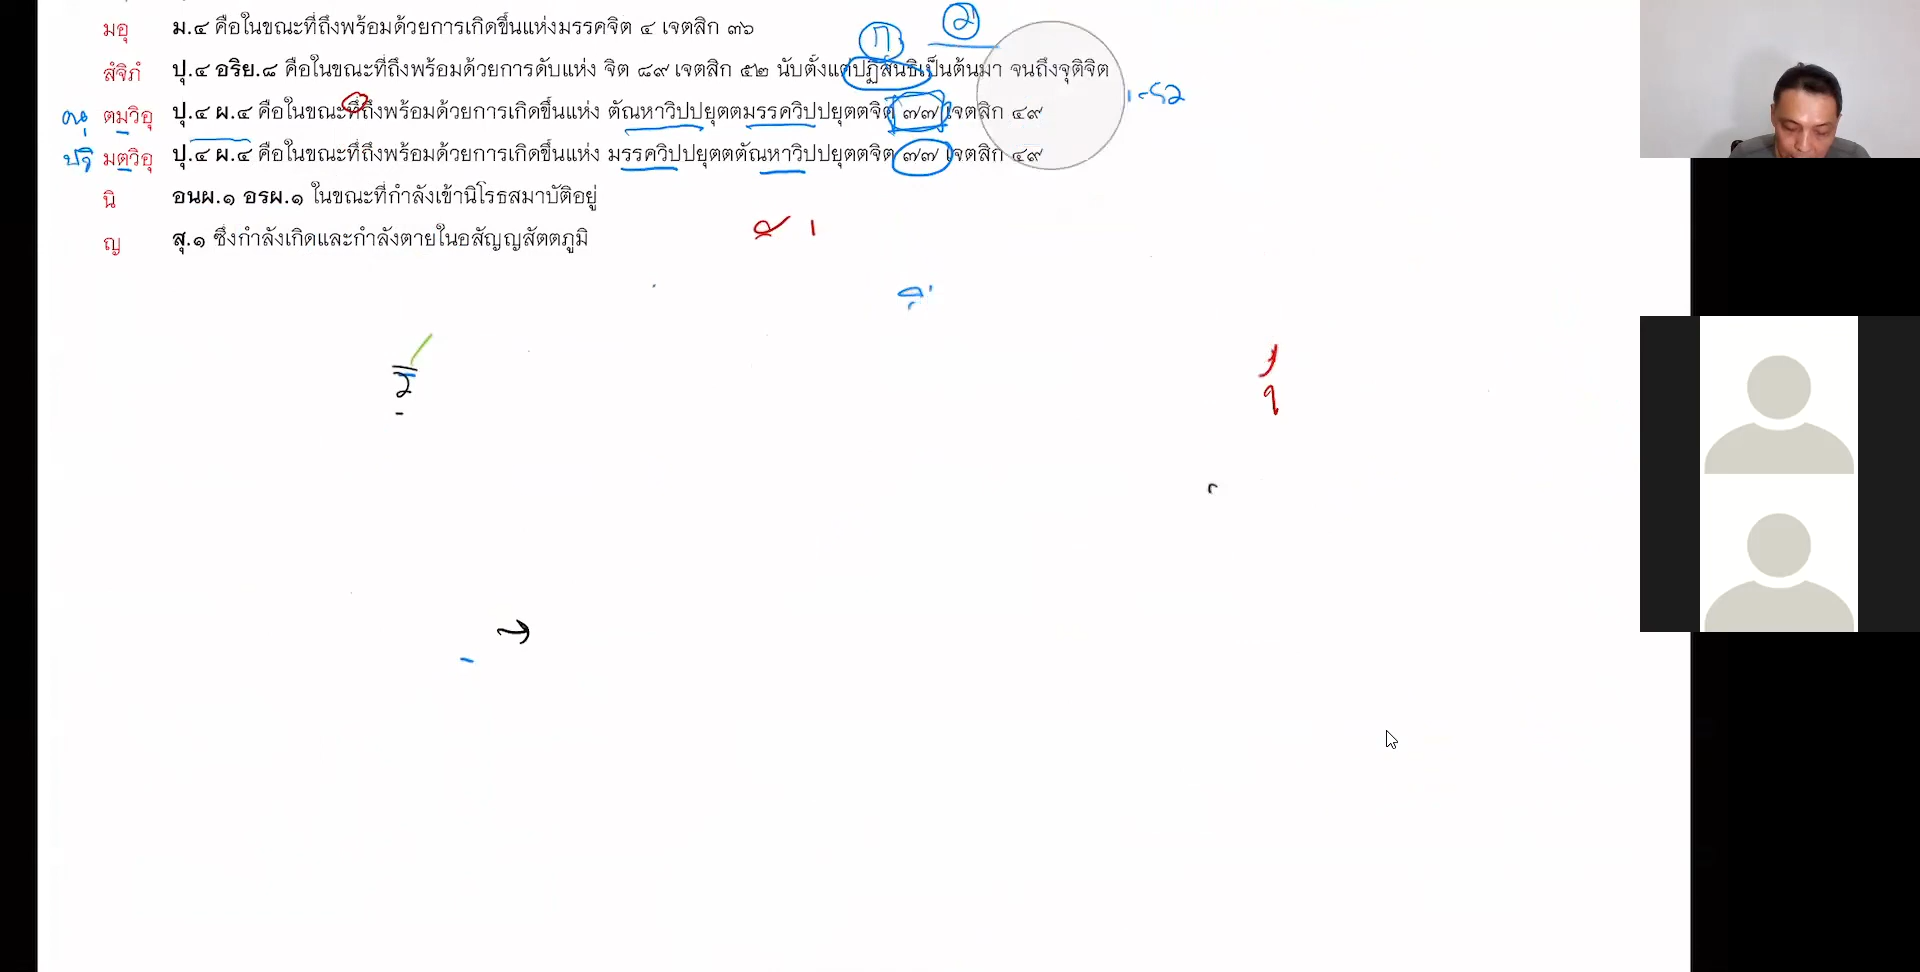 มอุ ม.๔ คือในขณะที่ถึงพร้อมด้วยการเกิดขึ้นแห่งมรรคจิต ๔ เจตสิก ๓๖
สํจิภํ ปุ.๔ อริย.๘ คือในขณะที่ถึงพร้อมด้วยการดับแห่ง จิต ๘๙ เจตสิก ๕๒ นับตั้งแต่ปฏิสนธิเป็นต้นมา จนถึงจุติจิต
ตมวิอุ ปุ.๔ ผ.๔ คือในขณะที่ถึงพร้อมด้วยการเกิดขึ้นแห่ง ตัณหาวิปปยุตตมรรควิปปยุตตจิต ๗๗ เจตสิก ๔๙
มตวิอุ ปุ.๔ ผ.๔ คือในขณะที่ถึงพร้อมด้วยการเกิดขึ้นแห่ง มรรควิปปยุตตตัณหาวิปปยุตตจิต ๗๗ เจตสิก ๔๙
นิ อนผ.๑ อรผ.๑ ในขณะที่กำลังเข้านิโรธสมาบัติอยู่
ญ สุ.๑ ซึ่งกำลังเกิดและกำลังตายในอสัญญสัตตภูมิ